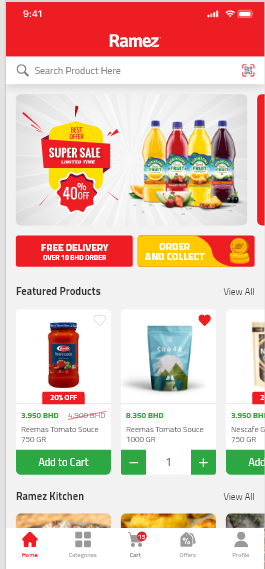 9:41
Ramez
Search Product Here
BEST
OFFER
SUPER SALE
LIMITED TIME
40%
OFF
FREE DELIVERY
OVER 10 BHD ORDER
ORDER
AND COLLECT
Featured Products
View All
20% OFF
3.950 BHD 4,900 BHD
Reemas Tomato Souce
750 GR
Add to Cart
8.350 BHD
Reemas Tomato Souce
1000 GR
− 1 +
2
3.950 BH
Nescafe G
750 GR
Add
Ramez Kitchen
View All
Home
Categories
15
Cart
%
Offers
Profile